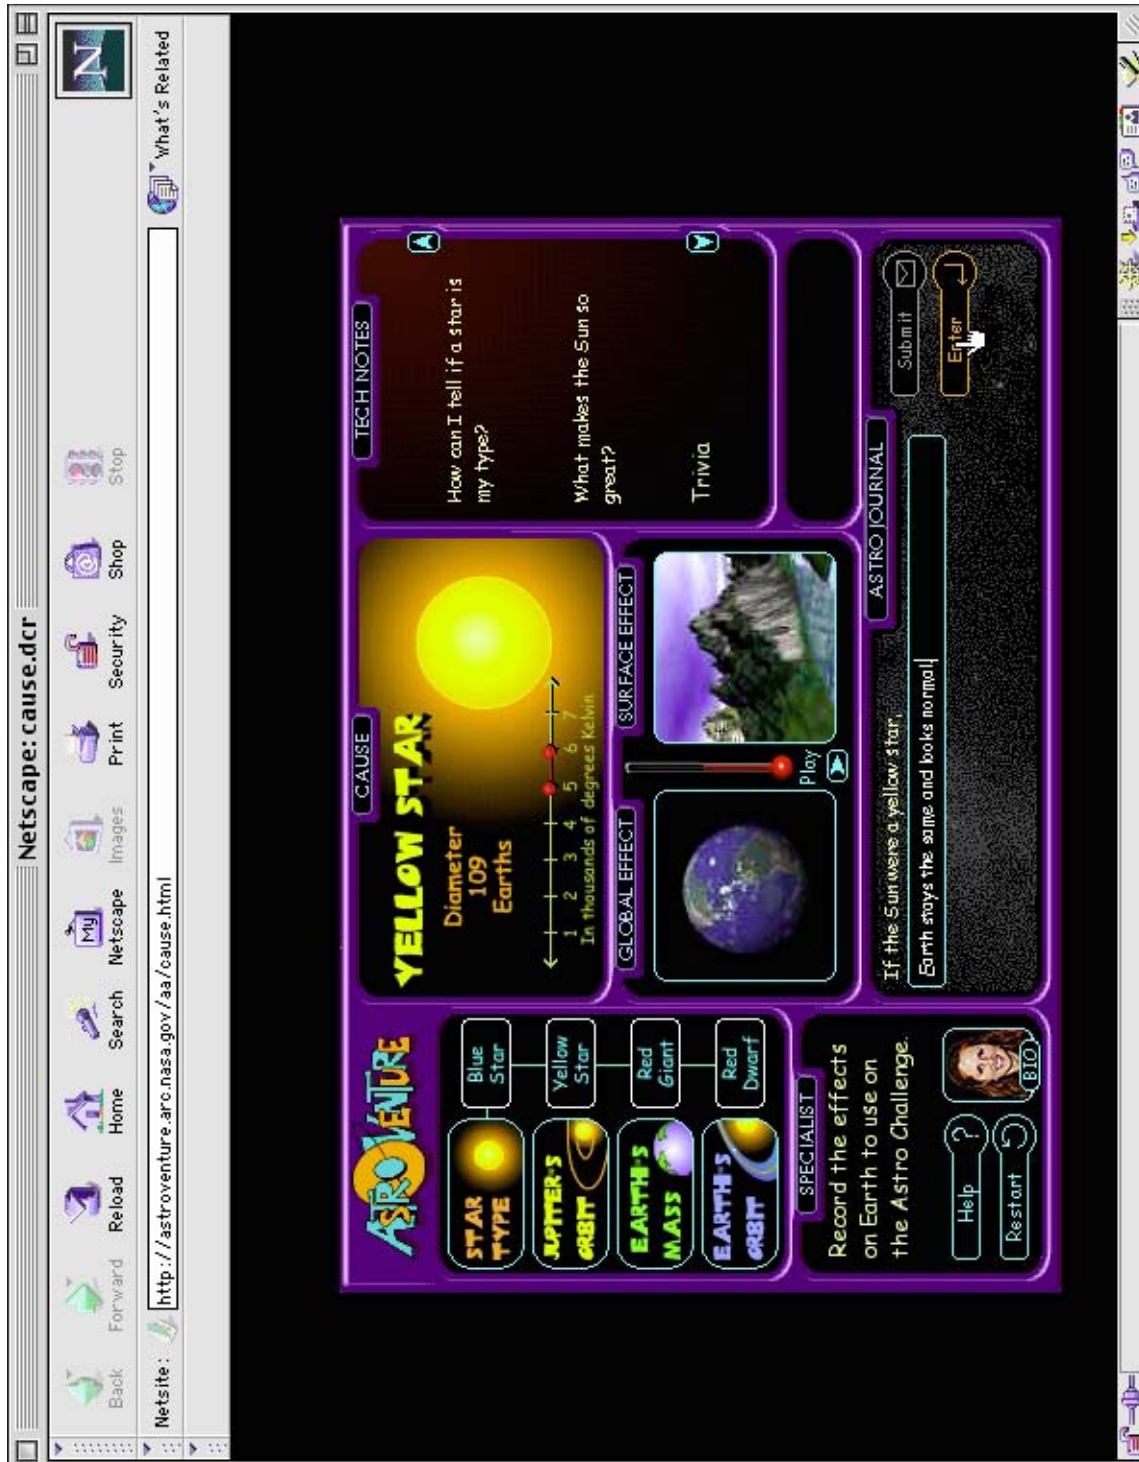 Netscape: cause.dcr
Back Forward Reload Home Search Netscape Images Print Security Shop Stop
My
N
Netsite: http://astroventure.arc.nasa.gov/aa/cause.html What's Related
ASTROVENTURE
STAR
TYPE
JUPITER'S
ORBIT
EARTH'S
MASS
EARTH'S
ORBIT
Blue
Star
Yellow
Star
Red
Giant
Red
Dwarf
CAUSE
YELLOW STAR
Diameter
109
Earths
1 2 3 4 5 6 7
In thousands of degrees Kelvin
TECH NOTES
How can I tell if a star is
my type?
What makes the Sun so
great?
Trivia
GLOBAL EFFECT
SURFACE EFFECT
Play
SPECIALIST
Record the effects
on Earth to use on
the Astro Challenge.
Help ?
Restart
BIO
ASTRO JOURNAL
If the Sun were a yellow star,
Earth stays the same and looks normal
Submit
Enter